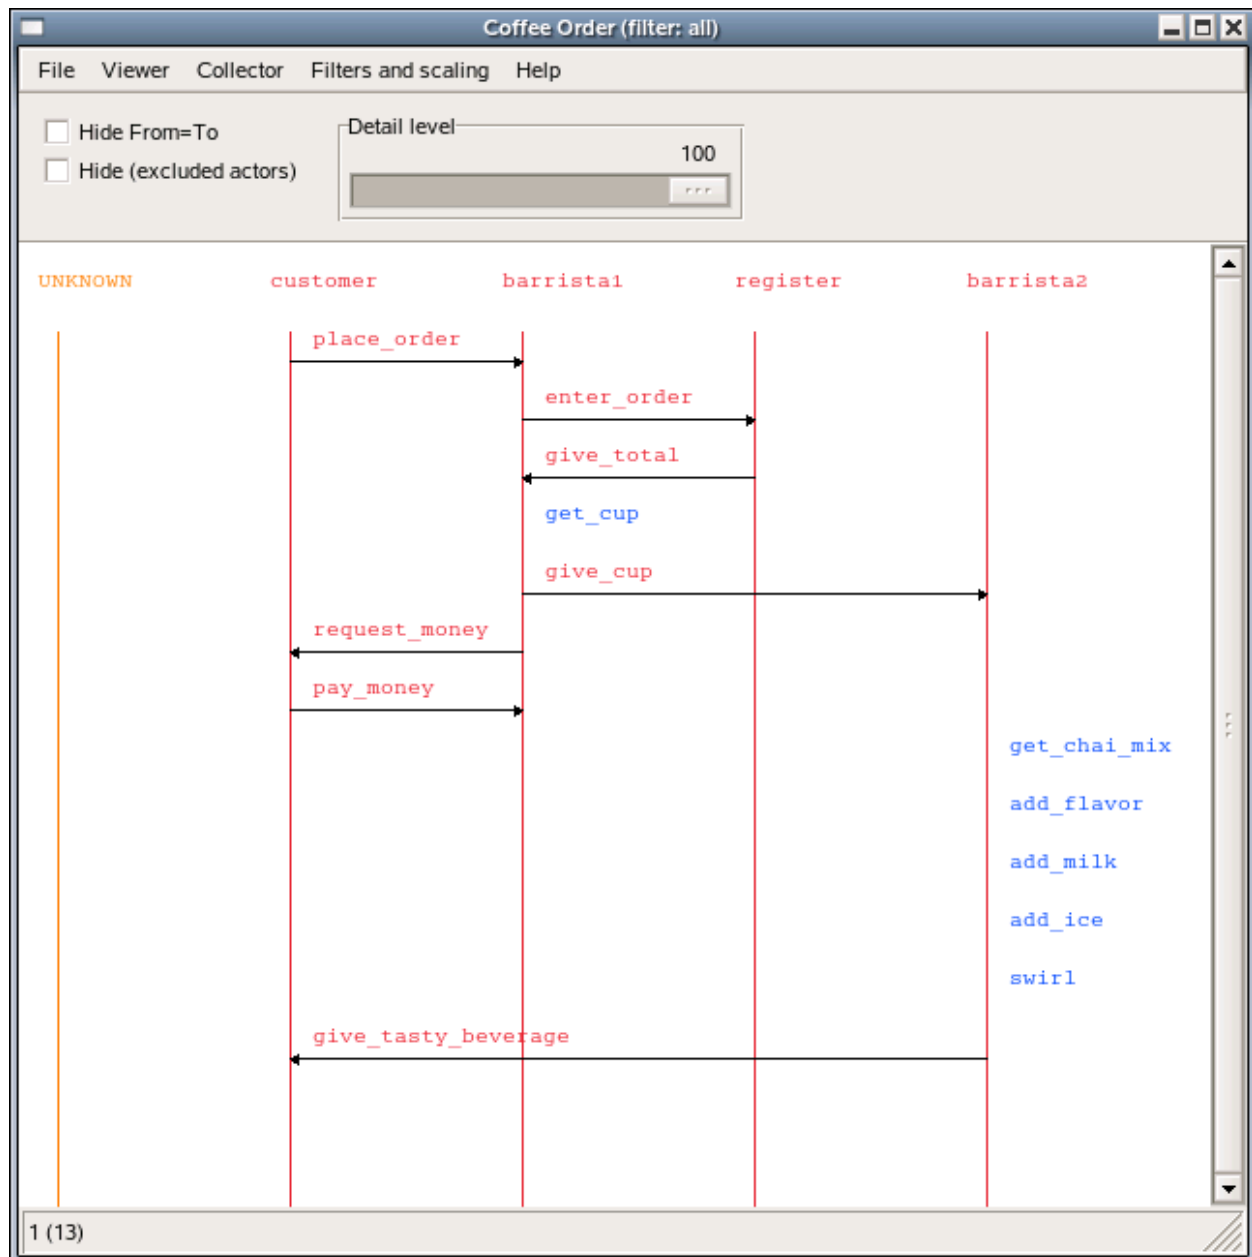 Coffee Order (filter: all)
File Viewer Collector Filters and scaling Help
Hide From=To
Hide (excluded actors)
Detail level
100
UNKNOWN customer barrista1 register barrista2
place_order
enter_order
give_total
get_cup
give_cup
request_money
pay_money
get_chai_mix
add_flavor
add_milk
add_ice
swirl
give_tasty_beverage
1 (13)